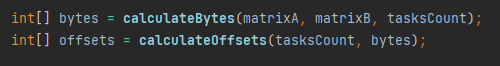 int[] bytes = calculateBytes(matrixA, matrixB, tasksCount);
int[] offsets = calculateOffsets(tasksCount, bytes);